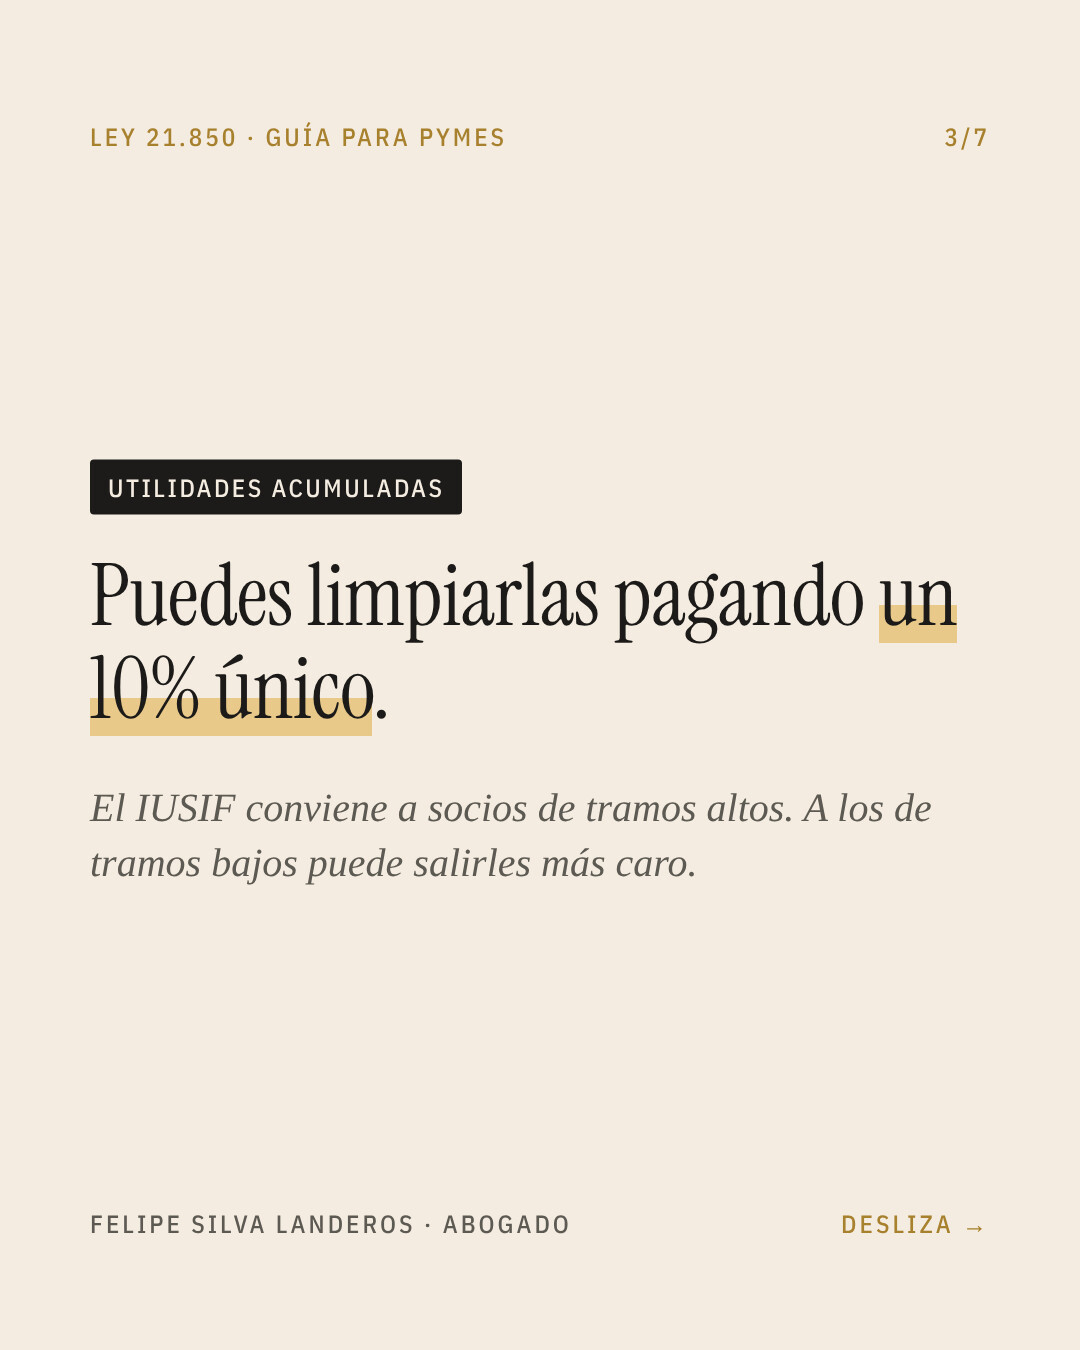 LEY 21.850 · GUÍA PARA PYMES
3/7
UTILIDADES ACUMULADAS
Puedes limpiarlas pagando un
10% único.
El IUSIF conviene a socios de tramos altos. A los de
tramos bajos puede salirles más caro.
FELIPE SILVA LANDEROS · ABOGADO
DESLIZA →